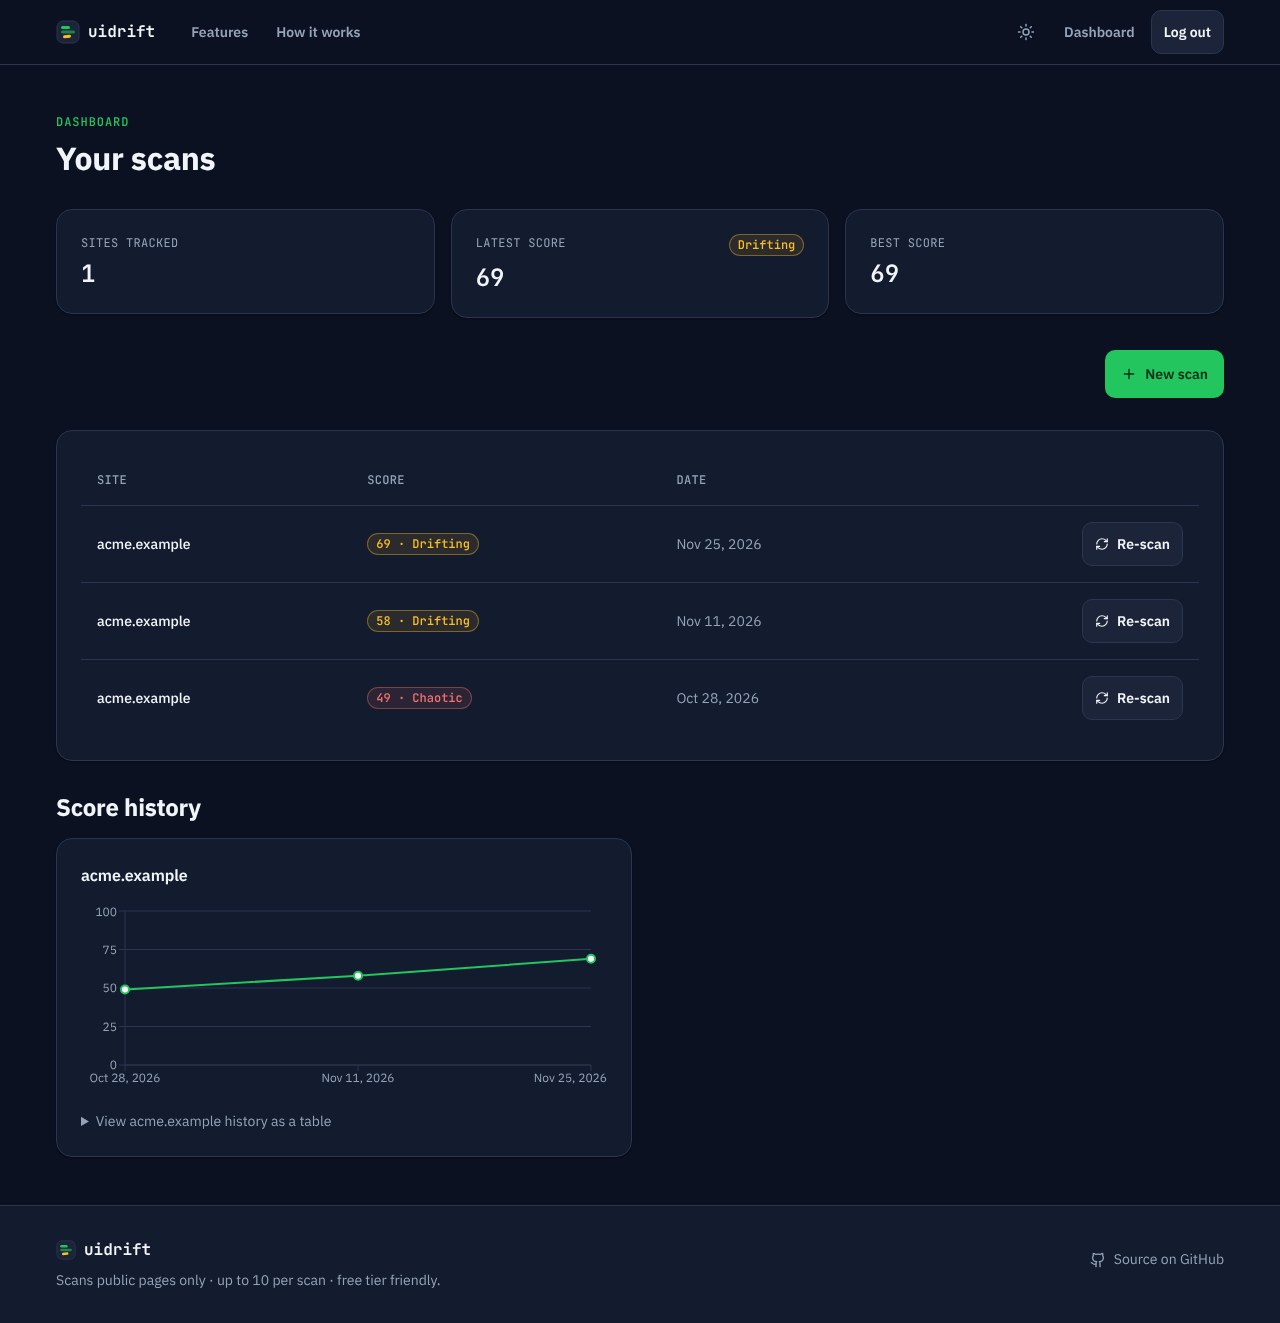 uidrift Features How it works Dashboard Log out
DASHBOARD
Your scans
SITES TRACKED
1
LATEST SCORE Drifting
69
BEST SCORE
69
+ New scan
SITE SCORE DATE
acme.example 69 · Drifting Nov 25, 2026 Re-scan
acme.example 58 · Drifting Nov 11, 2026 Re-scan
acme.example 49 · Chaotic Oct 28, 2026 Re-scan
Score history
acme.example
100
75
50
25
0
Oct 28, 2026 Nov 11, 2026 Nov 25, 2026
View acme.example history as a table
uidrift
Scans public pages only · up to 10 per scan · free tier friendly.
Source on GitHub